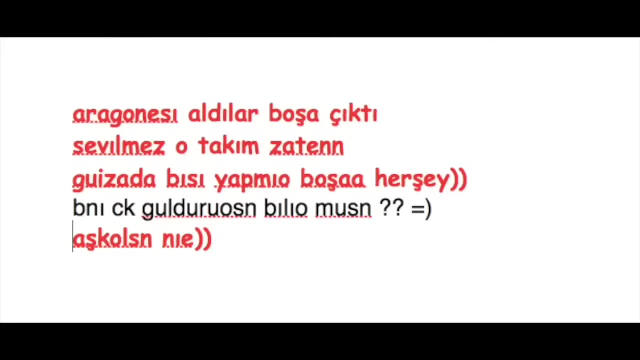 aragonesı aldılar boşa çıktı
sevılmez o takım zatenn
guizada bısı yapmıo boşaa herşey))
bnı ck gulduruosn bılıo musn ?? =)
aşkolsn nıe))